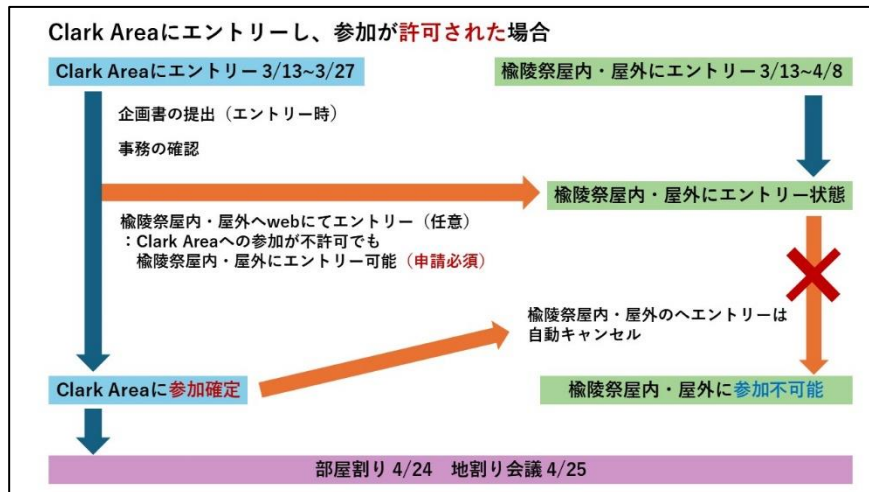 Clark Areaにエントリーし、参加が許可された場合
Clark Areaにエントリー 3/13~3/27
楡陵祭屋内・屋外にエントリー 3/13~4/8
企画書の提出（エントリー時）
事務の確認
楡陵祭屋内・屋外にエントリー状態
楡陵祭屋内・屋外へwebにてエントリー（任意）
：Clark Areaへの参加が不許可でも
楡陵祭屋内・屋外にエントリー可能（申請必須）
楡陵祭屋内・屋外のへエントリーは
自動キャンセル
Clark Areaに参加確定
楡陵祭屋内・屋外に参加不可能
部屋割り 4/24　地割り会議 4/25